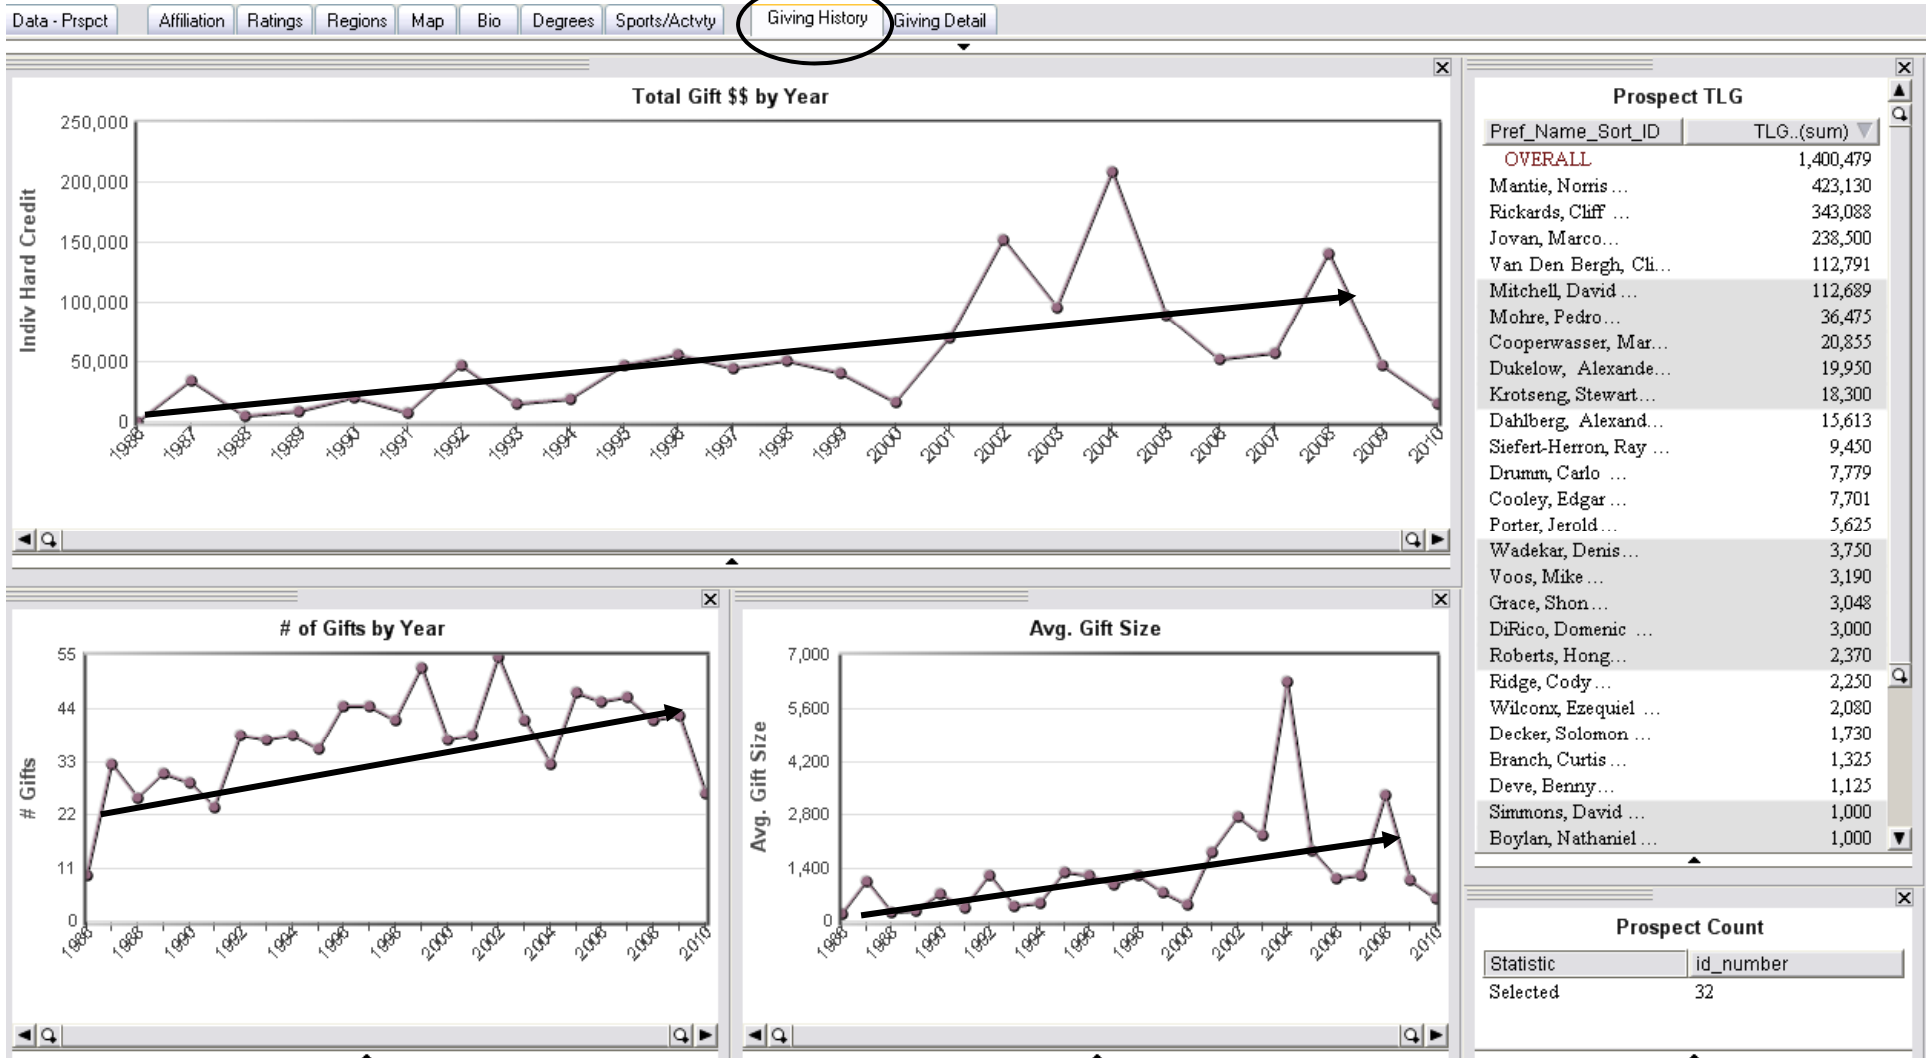 Data - Prspct Affiliation Ratings Regions Map Bio Degrees Sports/Actvty Giving History Giving Detail
Total Gift $$ by Year
Indiv Hard Credit
250,000
200,000
150,000
100,000
50,000
0
1986 1987 1988 1989 1990 1991 1992 1993 1994 1995 1996 1997 1998 1999 2000 2001 2002 2003 2004 2005 2006 2007 2008 2009 2010
# of Gifts by Year
# Gifts
55
44
33
22
11
0
1986 1988 1990 1992 1994 1996 1998 2000 2002 2004 2006 2008 2010
Avg. Gift Size
Avg. Gift Size
7,000
5,600
4,200
2,800
1,400
0
1986 1988 1990 1992 1994 1996 1998 2000 2002 2004 2006 2008 2010
Prospect TLG
Pref_Name_Sort_ID TLG..(sum)
OVERALL 1,400,479
Mantie, Norris ... 423,130
Rickards, Cliff ... 343,088
Jovan, Marco... 238,500
Van Den Bergh, Cli... 112,791
Mitchell, David ... 112,689
Mohre, Pedro... 36,475
Cooperwasser, Mar... 20,855
Dukelow, Alexande... 19,950
Krotseng, Stewart... 18,300
Dahlberg, Alexand... 15,613
Siefert-Herron, Ray ... 9,450
Drumm, Carlo ... 7,779
Cooley, Edgar ... 7,701
Porter, Jerold ... 5,625
Wadekar, Denis... 3,750
Voos, Mike ... 3,190
Grace, Shon ... 3,048
DiRico, Domenic ... 3,000
Roberts, Hong... 2,370
Ridge, Cody ... 2,250
Wilconx, Ezequiel ... 2,080
Decker, Solomon ... 1,730
Branch, Curtis ... 1,325
Deve, Benny... 1,125
Simmons, David ... 1,000
Boylan, Nathaniel ... 1,000
Prospect Count
Statistic id_number
Selected 32